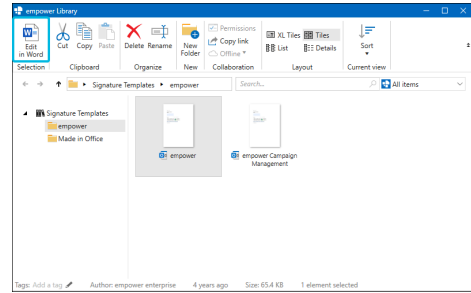 empower Library
Edit in Word
Cut
Copy
Paste
Delete
Rename
New Folder
Permissions
Copy link
Offline
XL Tiles
Tiles
List
Details
Sort
Selection
Clipboard
Organize
New
Collaboration
Layout
Current view
Signature Templates
empower
Search...
All items
Signature Templates
empower
Made in Office
empower
empower Campaign
Management
Tags: Add a tag
Author: empower enterprise
4 years ago
Size: 65.4 KB
1 element selected